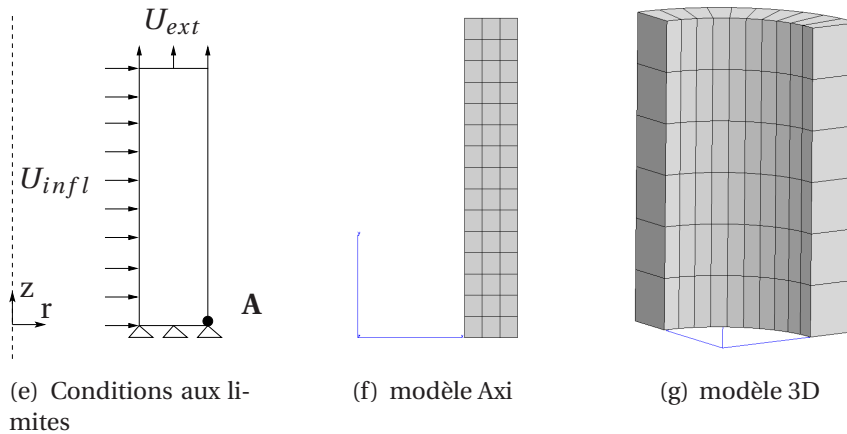 U_ext
U_infl
z
r
A
(e) Conditions aux li-
mites
(f) modèle Axi
(g) modèle 3D